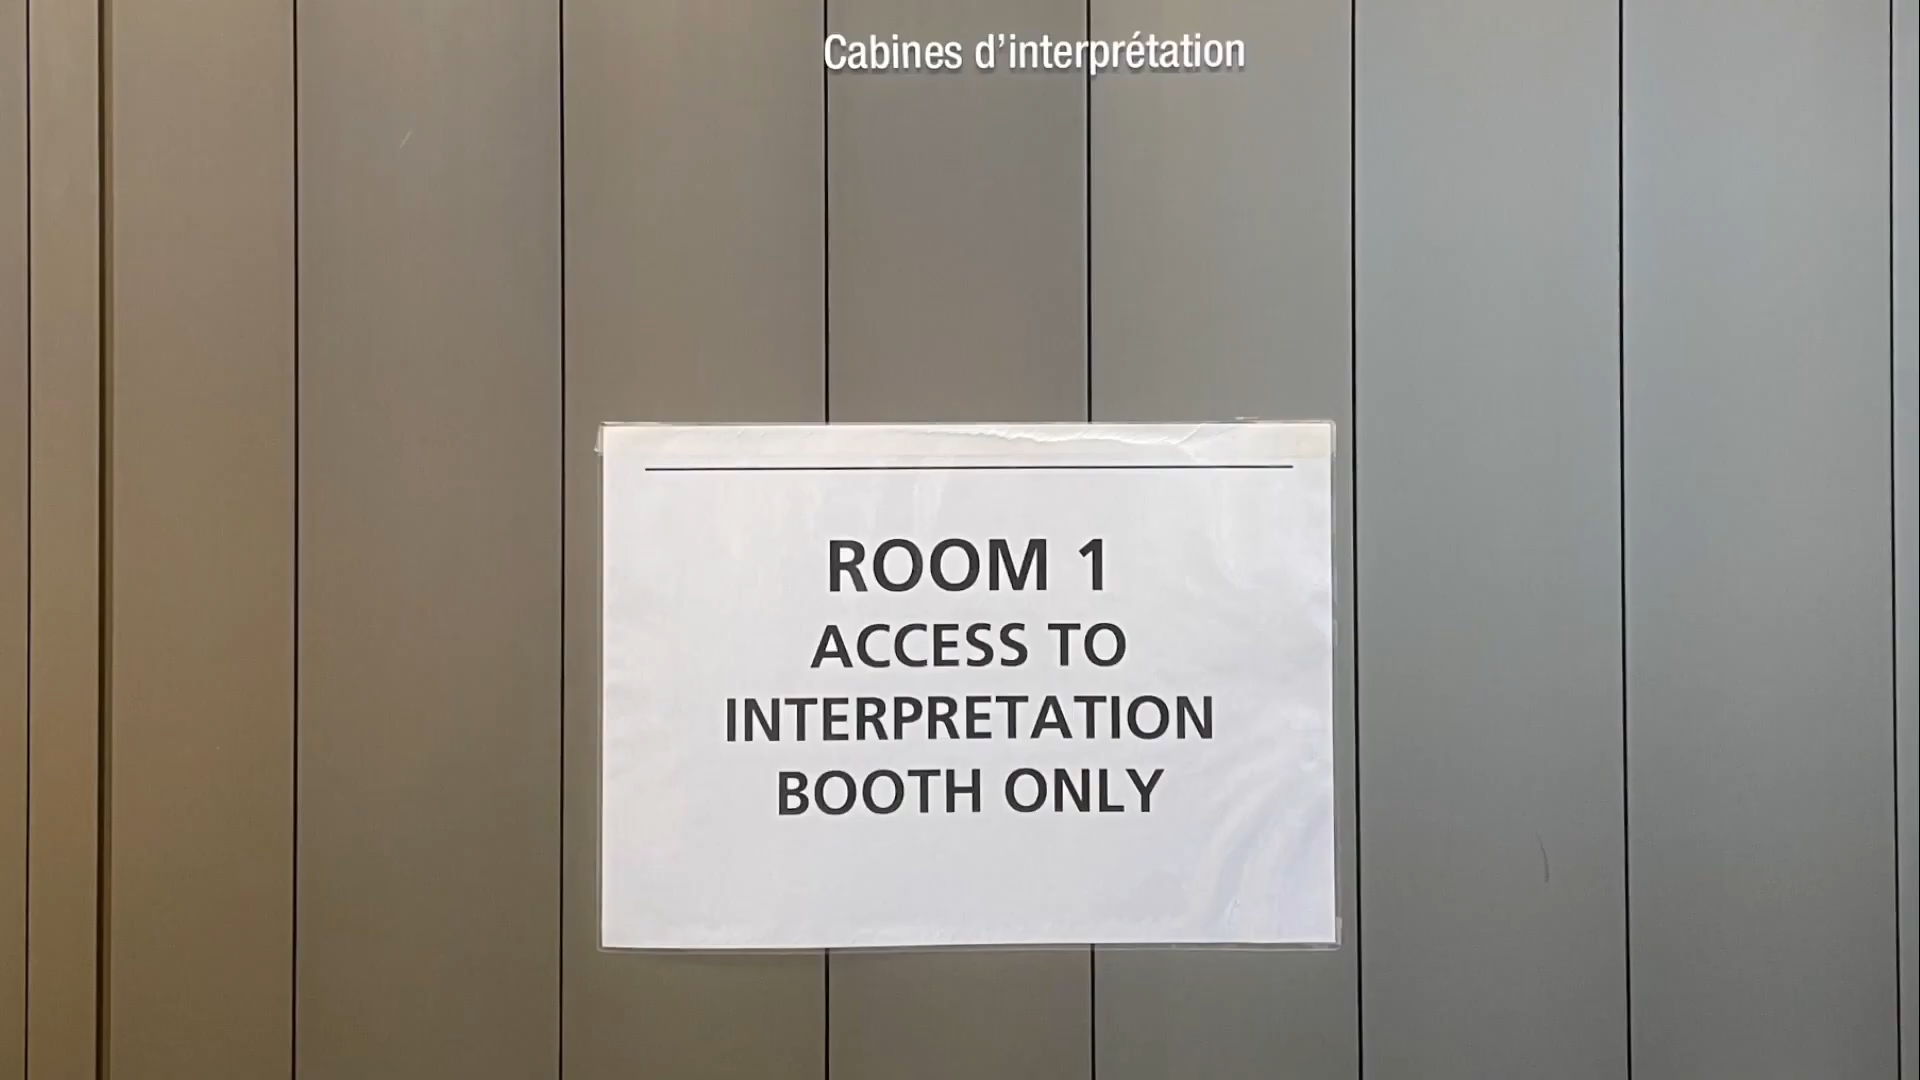 Cabines d’interprétation
ROOM 1
ACCESS TO
INTERPRETATION
BOOTH ONLY